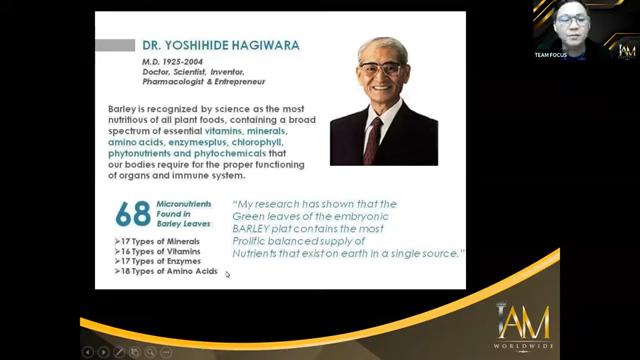 DR. YOSHIHIDE HAGIWARA
M.D. 1925-2004
Doctor, Scientist, Inventor,
Pharmacologist & Entrepreneur
Barley is recognized by science as the most
nutritious of all plant foods, containing a broad
spectrum of essential vitamins, minerals,
amino acids, enzymesplus, chlorophyll,
phytonutrients and phytochemicals that
our bodies require for the proper functioning
of organs and immune system.
68
Micronutrients
Found in
Barley Leaves
➢17 Types of Minerals
➢16 Types of Vitamins
➢17 Types of Enzymes
➢18 Types of Amino Acids
“My research has shown that the
Green leaves of the embryonic
BARLEY plat contains the most
Prolific balanced supply of
Nutrients that exist on earth in a single source.”
TEAM FOCUS
IAM
WORLDWIDE
IAM
WORLDWIDE